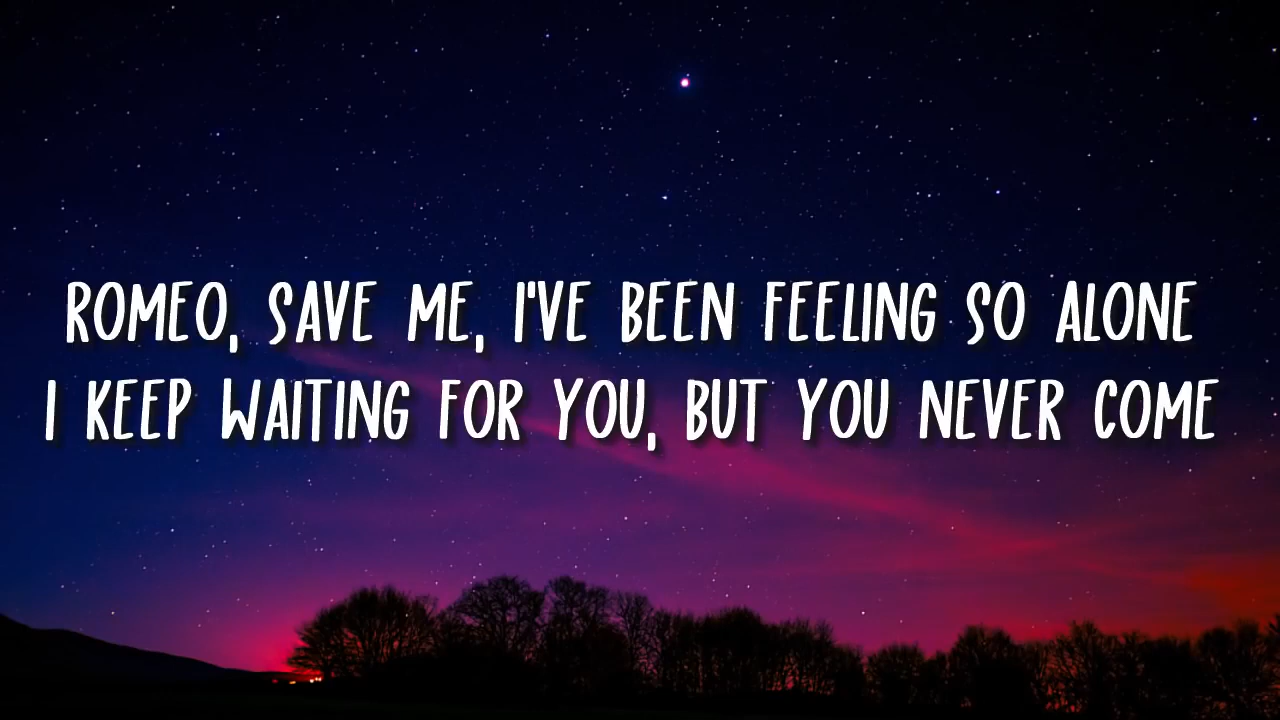 ROMEO, SAVE ME, I'VE BEEN FEELING SO ALONE
I KEEP WAITING FOR YOU, BUT YOU NEVER COME